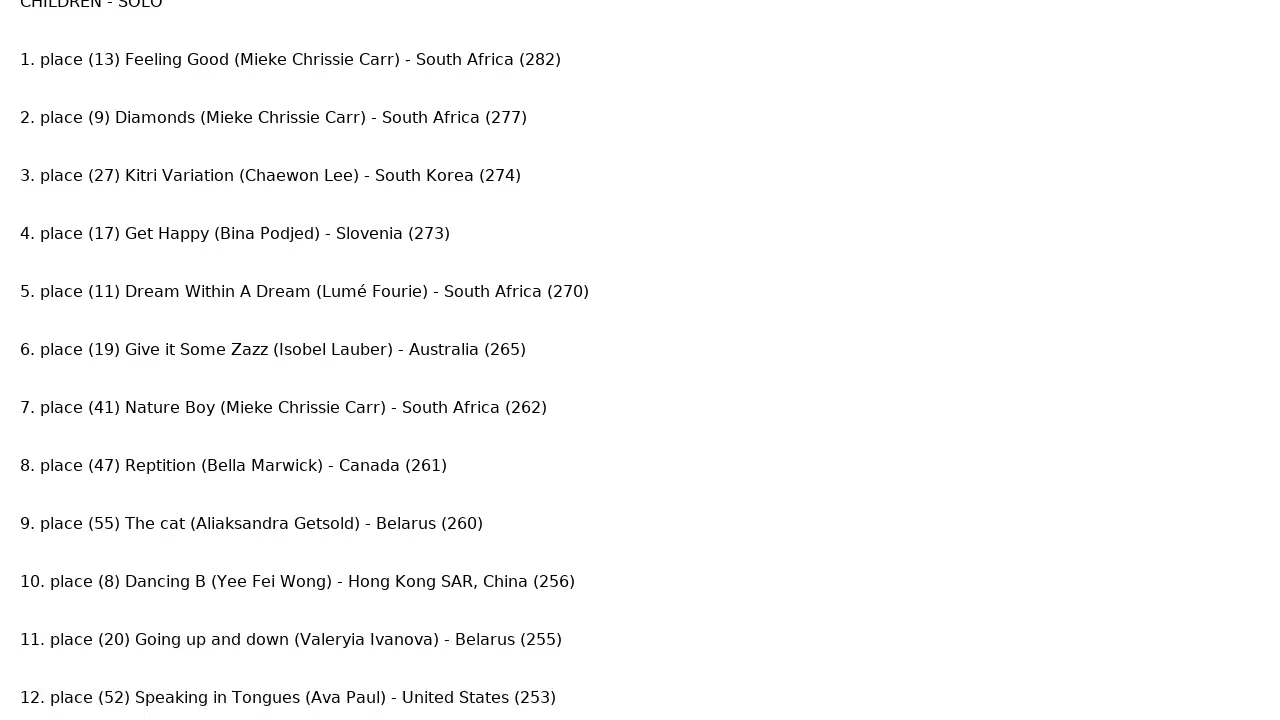 CHILDREN - SOLO
1. place (13) Feeling Good (Mieke Chrissie Carr) - South Africa (282)
2. place (9) Diamonds (Mieke Chrissie Carr) - South Africa (277)
3. place (27) Kitri Variation (Chaewon Lee) - South Korea (274)
4. place (17) Get Happy (Bina Podjed) - Slovenia (273)
5. place (11) Dream Within A Dream (Lumé Fourie) - South Africa (270)
6. place (19) Give it Some Zazz (Isobel Lauber) - Australia (265)
7. place (41) Nature Boy (Mieke Chrissie Carr) - South Africa (262)
8. place (47) Reptition (Bella Marwick) - Canada (261)
9. place (55) The cat (Aliaksandra Getsold) - Belarus (260)
10. place (8) Dancing B (Yee Fei Wong) - Hong Kong SAR, China (256)
11. place (20) Going up and down (Valeryia Ivanova) - Belarus (255)
12. place (52) Speaking in Tongues (Ava Paul) - United States (253)